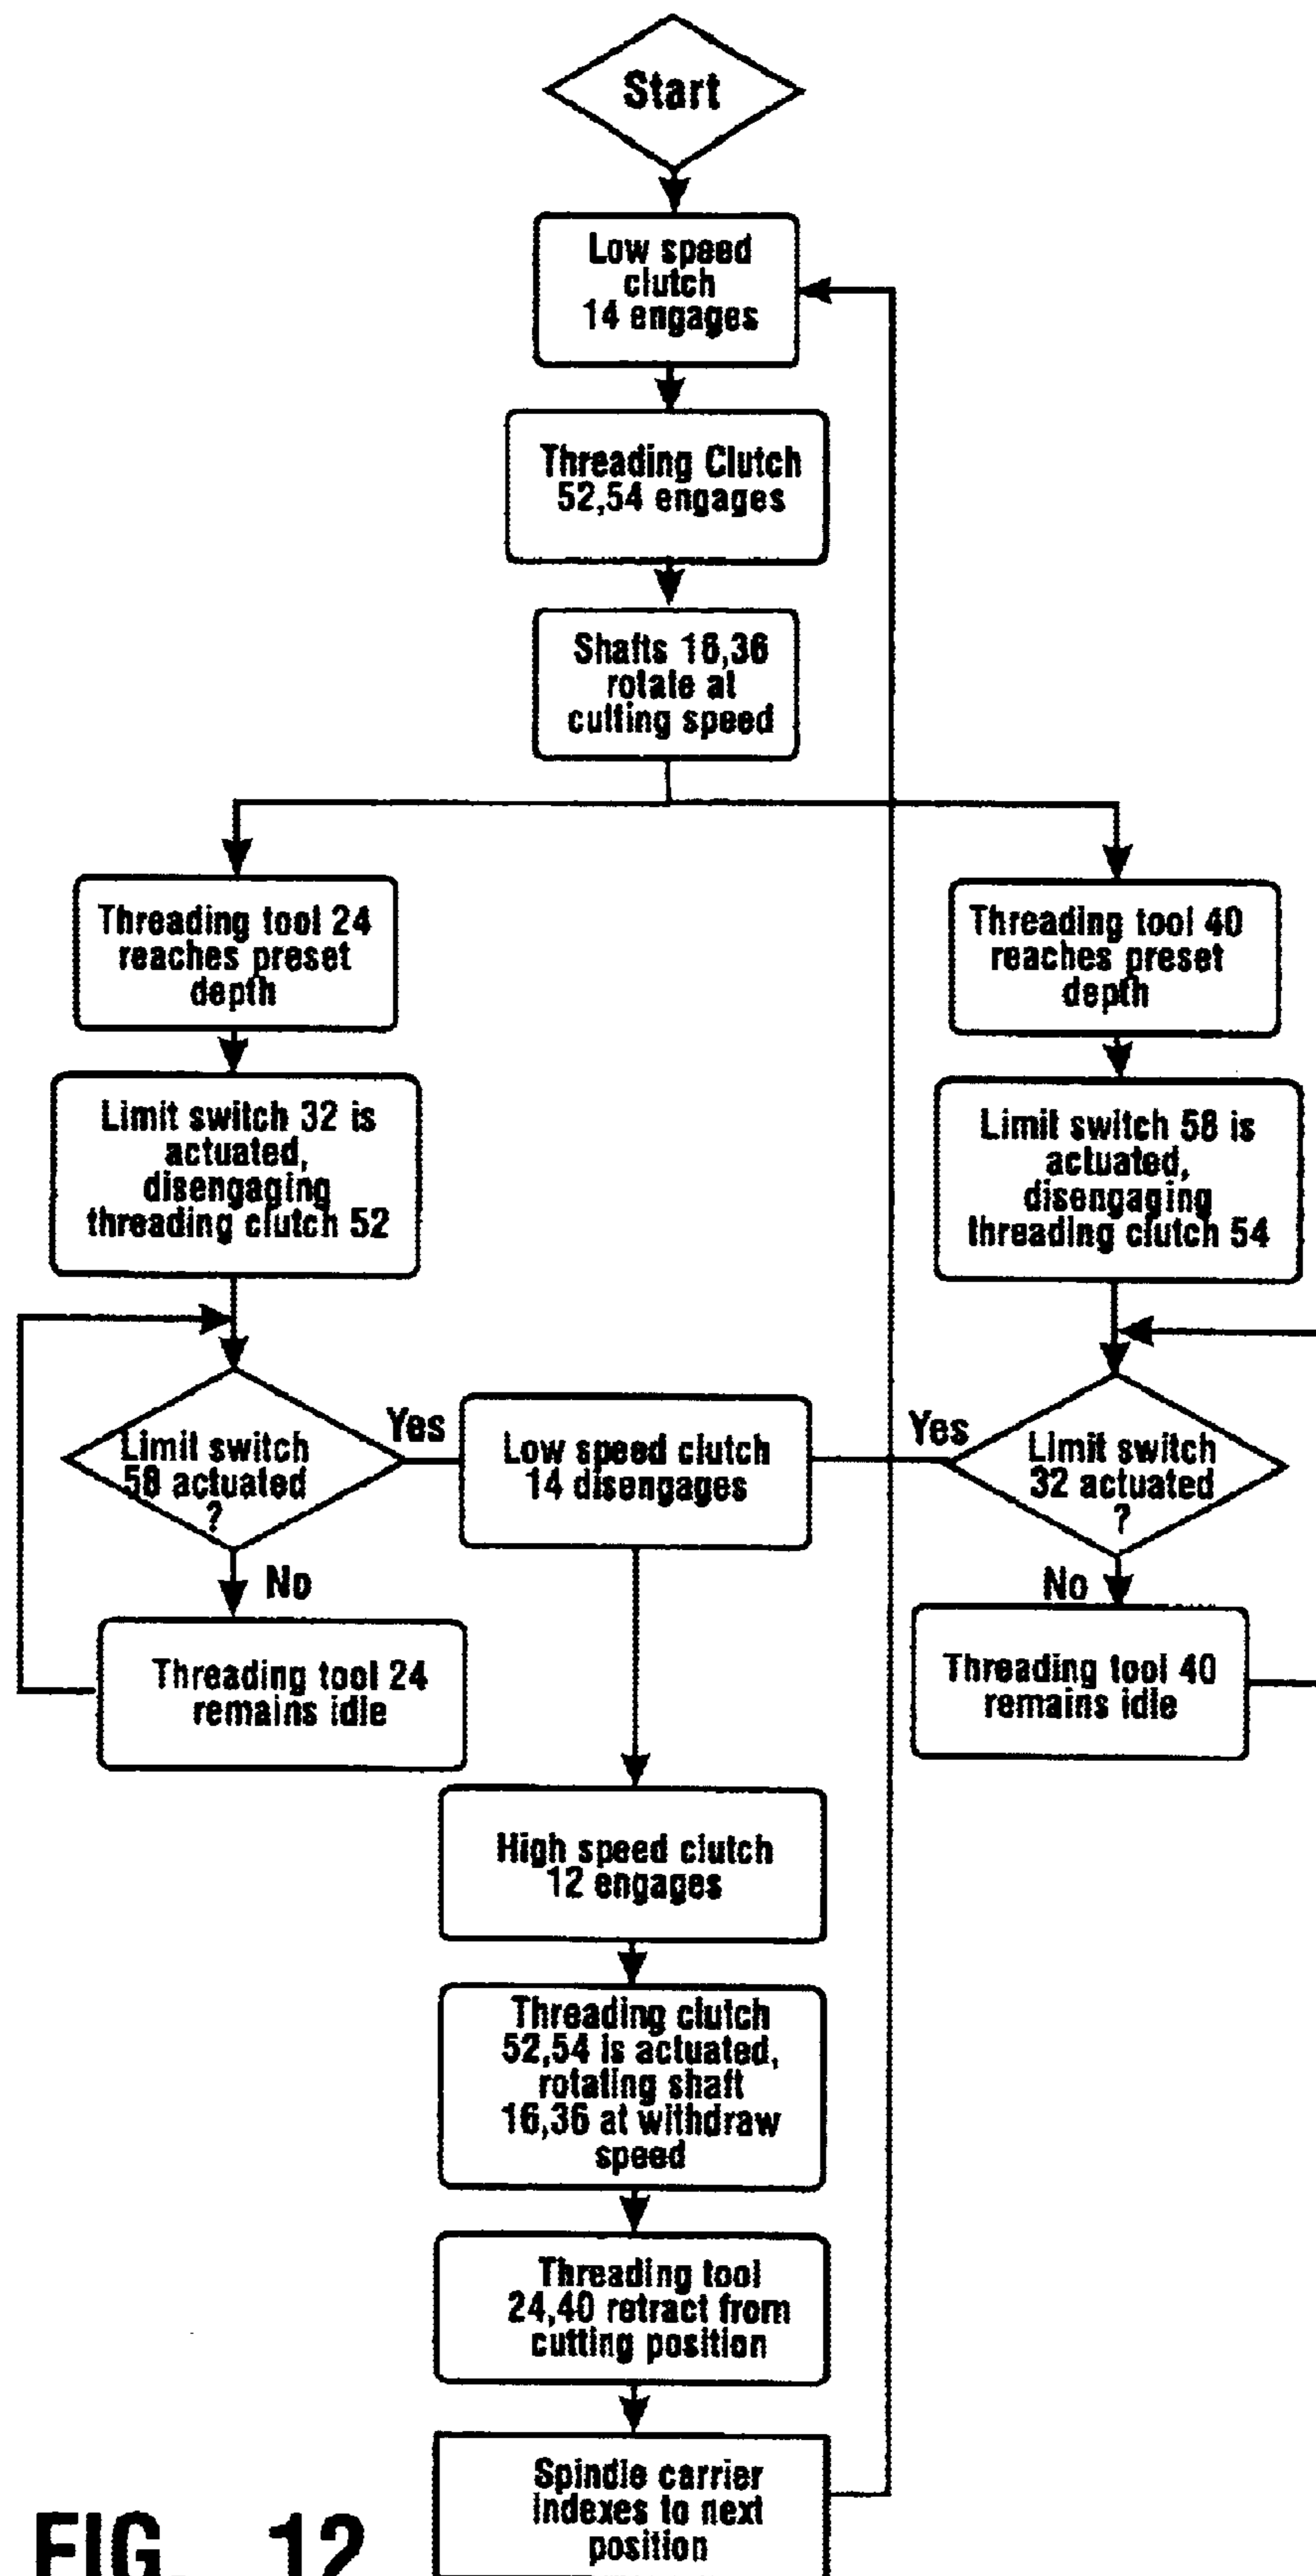 Start
Low speed
clutch
14 engages
Threading Clutch
52,54 engages
Shafts 16,36
rotate at
cutting speed
Threading tool 24
reaches preset
depth
Threading tool 40
reaches preset
depth
Limit switch 32 is
actuated,
disengaging
threading clutch 52
Limit switch 58 is
actuated,
disengaging
threading clutch 54
Limit switch
58 actuated
?
Yes
Low speed clutch
14 disengages
Yes
Limit switch
32 actuated
?
No
No
Threading tool 24
remains idle
Threading tool 40
remains idle
High speed clutch
12 engages
Threading clutch
52,54 is actuated,
rotating shaft
16,36 at withdraw
speed
Threading tool
24,40 retract from
cutting position
Spindle carrier
indexes to next
position
FIG. 12